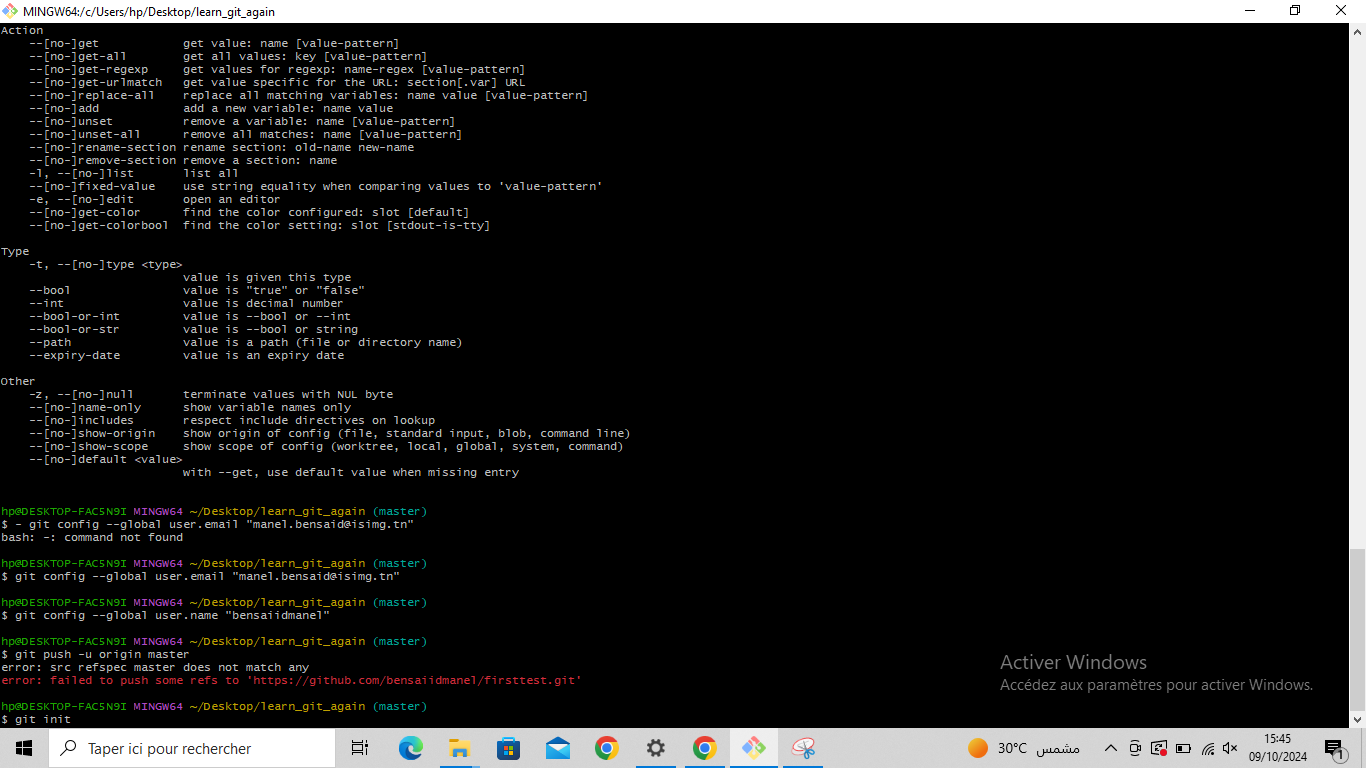 MINGW64:/c/Users/hp/Desktop/learn_git_again
Action
    --[no-]get            get value: name [value-pattern]
    --[no-]get-all        get all values: key [value-pattern]
    --[no-]get-regexp     get values for regexp: name-regex [value-pattern]
    --[no-]get-urlmatch   get value specific for the URL: section[.var] URL
    --[no-]replace-all    replace all matching variables: name value [value-pattern]
    --[no-]add            add a new variable: name value
    --[no-]unset          remove a variable: name [value-pattern]
    --[no-]unset-all      remove all matches: name [value-pattern]
    --[no-]rename-section rename section: old-name new-name
    --[no-]remove-section remove a section: name
    -l, --[no-]list       list all
    --[no-]fixed-value    use string equality when comparing values to 'value-pattern'
    -e, --[no-]edit       open an editor
    --[no-]get-color      find the color configured: slot [default]
    --[no-]get-colorbool  find the color setting: slot [stdout-is-tty]
Type
    -t, --[no-]type <type>
                          value is given this type
    --bool                value is "true" or "false"
    --int                 value is decimal number
    --bool-or-int         value is --bool or --int
    --bool-or-str         value is --bool or string
    --path                value is a path (file or directory name)
    --expiry-date         value is an expiry date
Other
    -z, --[no-]null       terminate values with NUL byte
    --[no-]name-only      show variable names only
    --[no-]includes       respect include directives on lookup
    --[no-]show-origin    show origin of config (file, standard input, blob, command line)
    --[no-]show-scope     show scope of config (worktree, local, global, system, command)
    --[no-]default <value>
                          with --get, use default value when missing entry
hp@DESKTOP-FAC5N9I MINGW64 ~/Desktop/learn_git_again (master)
$ - git config --global user.email "manel.bensaid@isimg.tn"
bash: -: command not found
hp@DESKTOP-FAC5N9I MINGW64 ~/Desktop/learn_git_again (master)
$ git config --global user.email "manel.bensaid@isimg.tn"
hp@DESKTOP-FAC5N9I MINGW64 ~/Desktop/learn_git_again (master)
$ git config --global user.name "bensaiidmanel"
hp@DESKTOP-FAC5N9I MINGW64 ~/Desktop/learn_git_again (master)
$ git push -u origin master
error: src refspec master does not match any
error: failed to push some refs to 'https://github.com/bensaiidmanel/firsttest.git'
hp@DESKTOP-FAC5N9I MINGW64 ~/Desktop/learn_git_again (master)
$ git init
Activer Windows
Accédez aux paramètres pour activer Windows.
Taper ici pour rechercher
30°C مشمس
15:45
09/10/2024
1